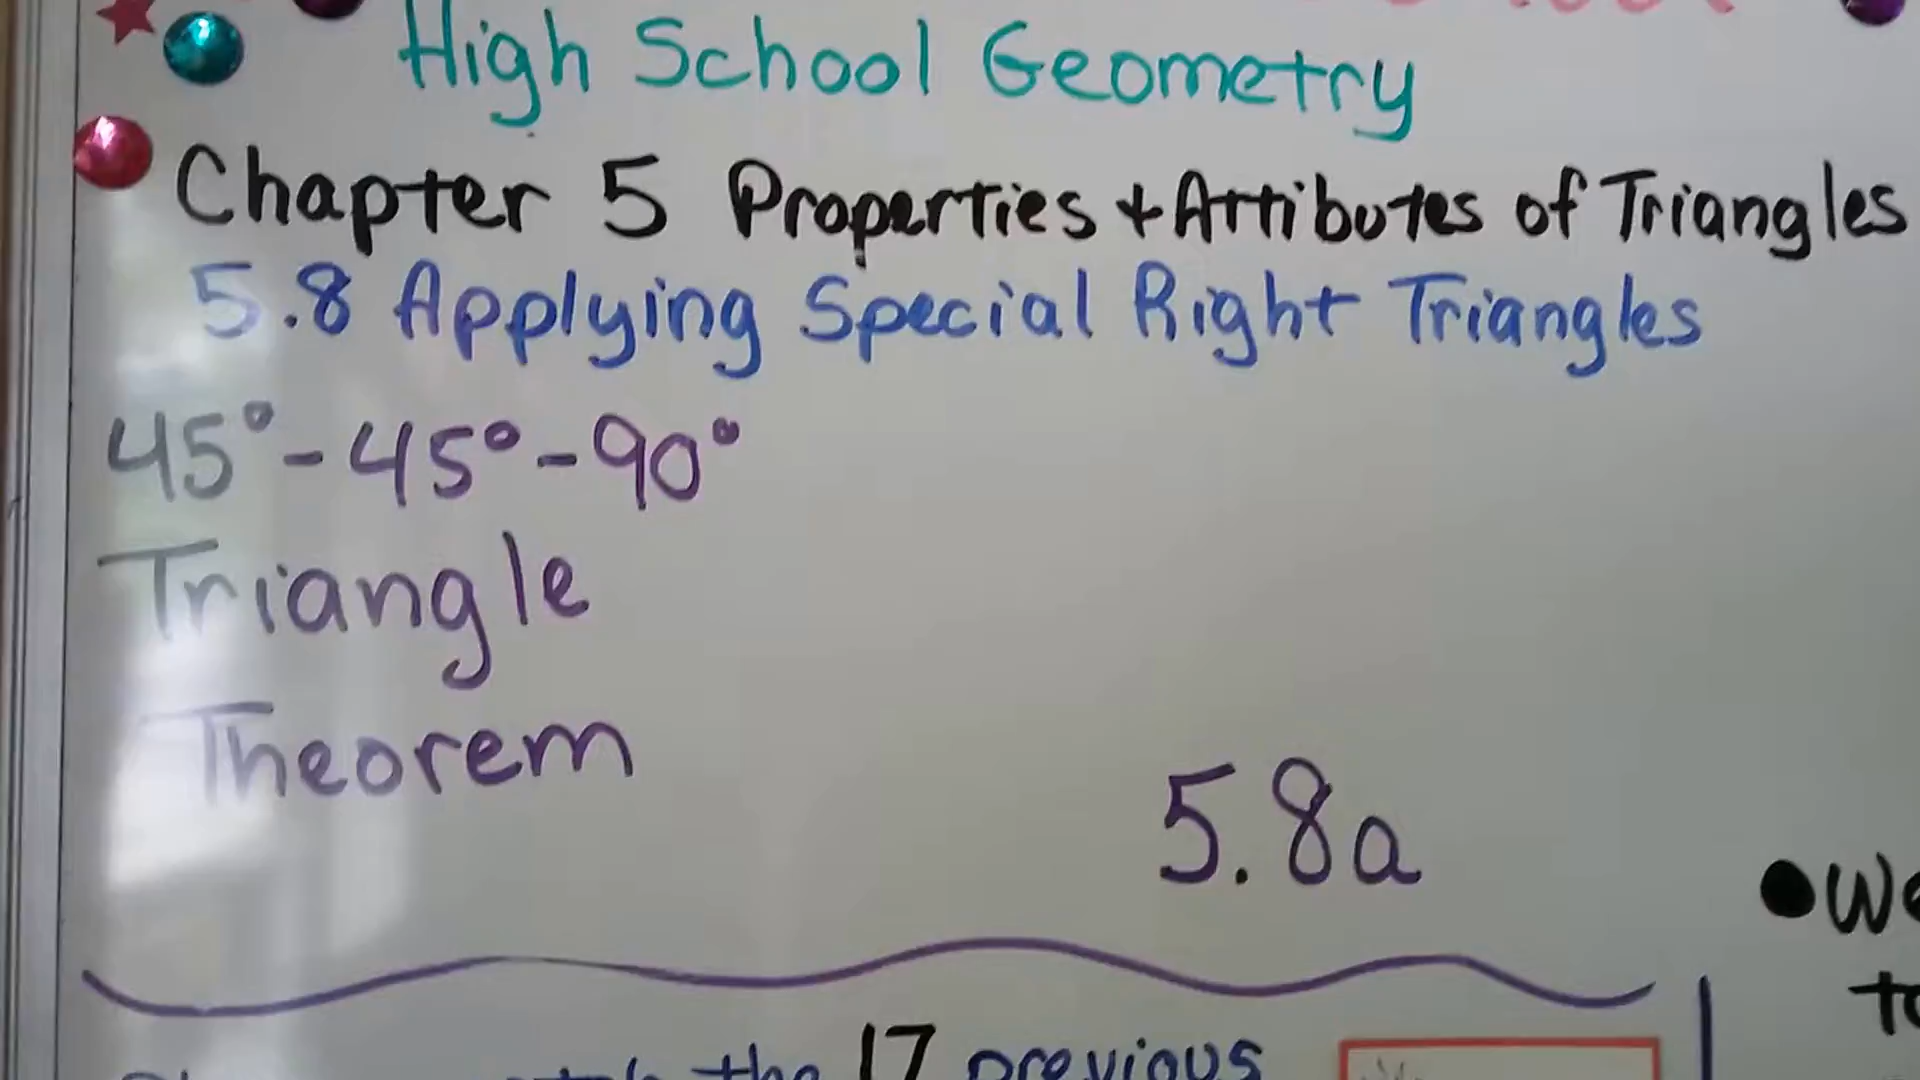 High School Geometry
Chapter 5 Properties + Attibutes of Triangles
5.8 Applying Special Right Triangles
45°-45°-90°
Triangle
Theorem
5.8a
the 17 previous